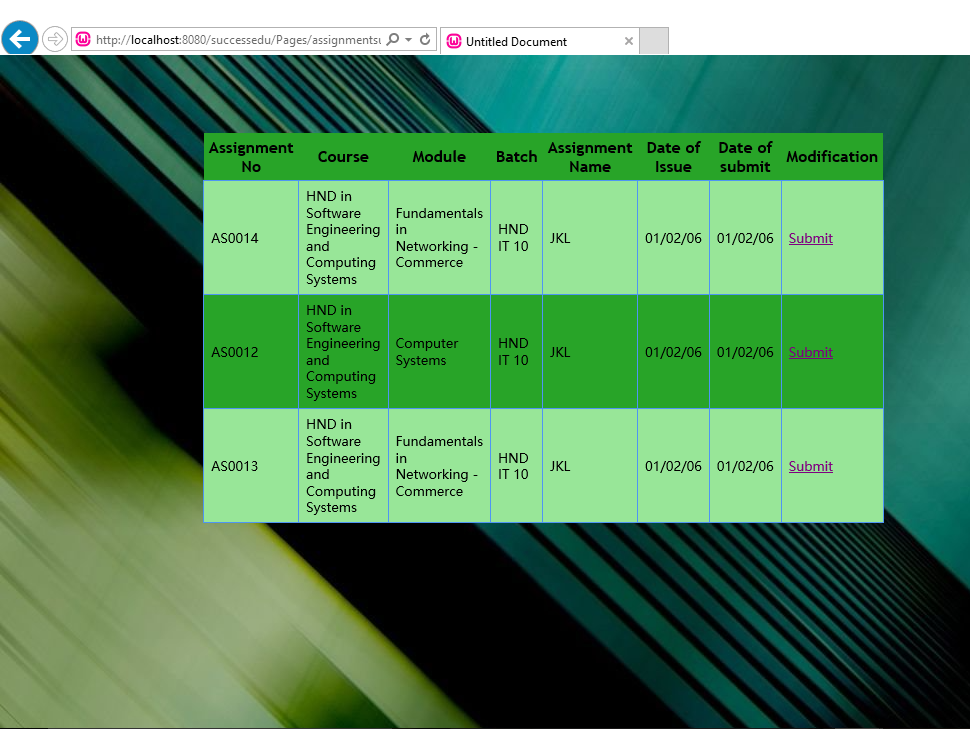 http://localhost:8080/successedu/Pages/assignmentsu
Untitled Document
Assignment No Course Module Batch Assignment Name Date of Issue Date of submit Modification
AS0014 HND in Software Engineering and Computing Systems Fundamentals in Networking - Commerce HND IT 10 JKL 01/02/06 01/02/06 Submit
AS0012 HND in Software Engineering and Computing Systems Computer Systems HND IT 10 JKL 01/02/06 01/02/06 Submit
AS0013 HND in Software Engineering and Computing Systems Fundamentals in Networking - Commerce HND IT 10 JKL 01/02/06 01/02/06 Submit